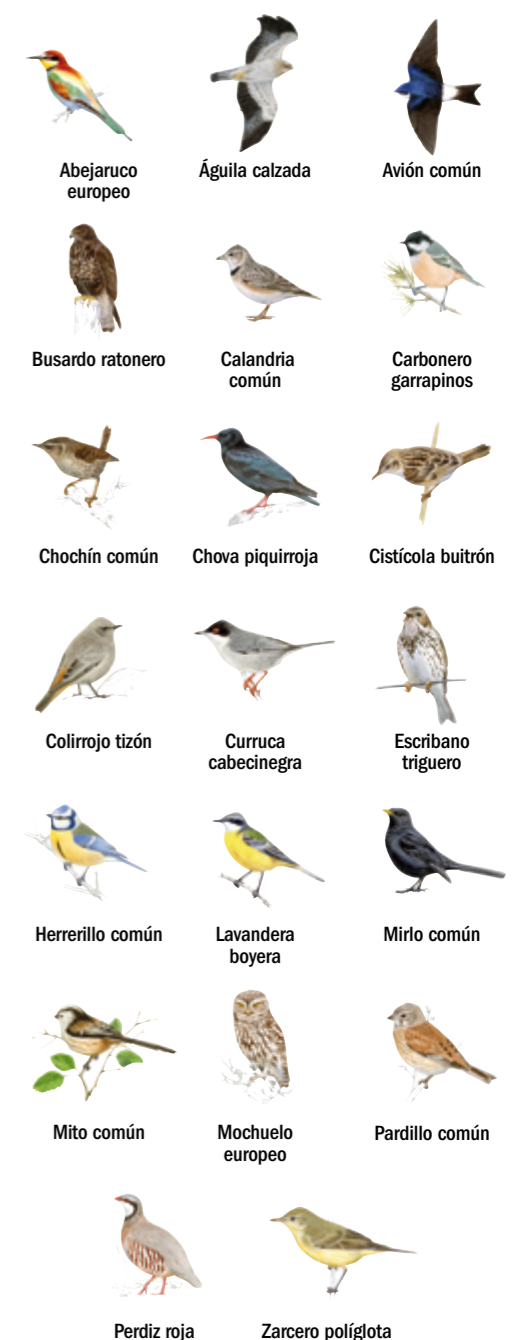 Abejaruco
europeo
Águila calzada
Avión común
Busardo ratonero
Calandria
común
Carbonero
garrapinos
Chochín común
Chova piquirroja
Cistícola buitrón
Colirrojo tizón
Curruca
cabecinegra
Escribano
triguero
Herrerillo común
Lavandera
boyera
Mirlo común
Mito común
Mochuelo
europeo
Pardillo común
Perdiz roja
Zarcero políglota